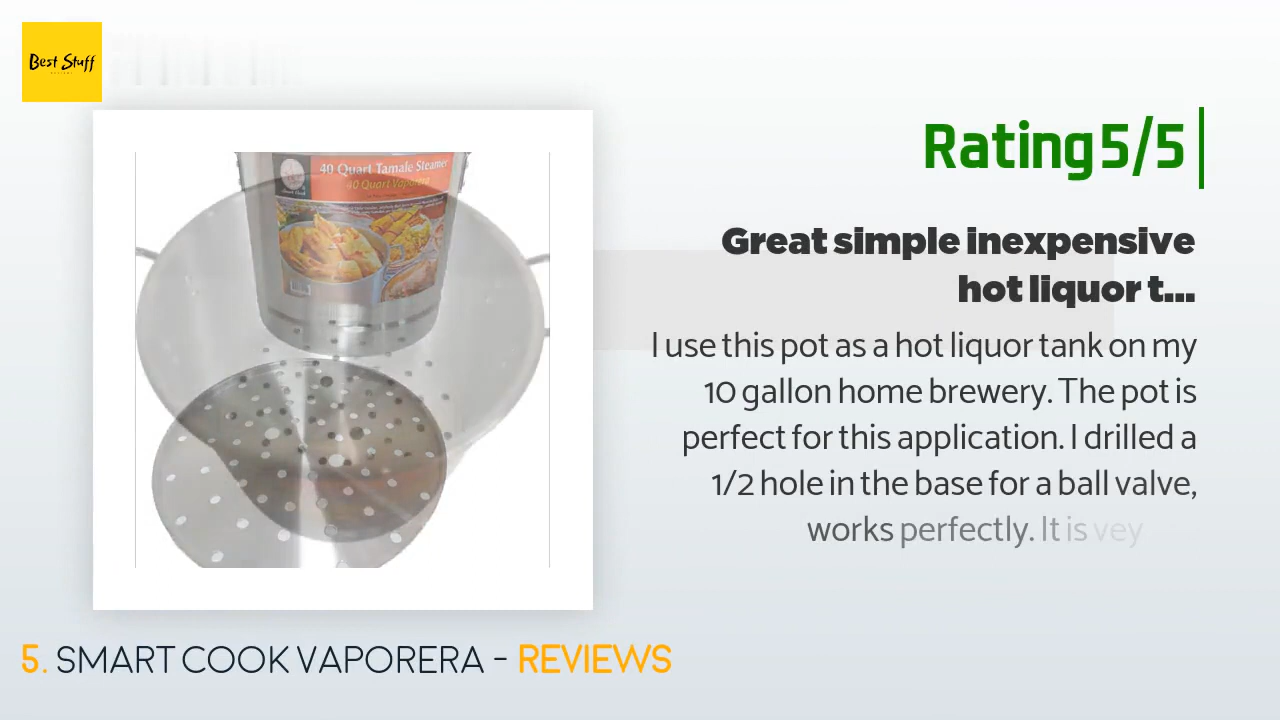 Best Stuff
40 Quart Tamale Steamer
40 Quart Vaporera
Rating 5/5
Great simple inexpensive
hot liquor t...
I use this pot as a hot liquor tank on my
10 gallon home brewery. The pot is
perfect for this application. I drilled a
1/2 hole in the base for a ball valve,
works perfectly. It is vey
5. SMART COOK VAPORERA - REVIEWS